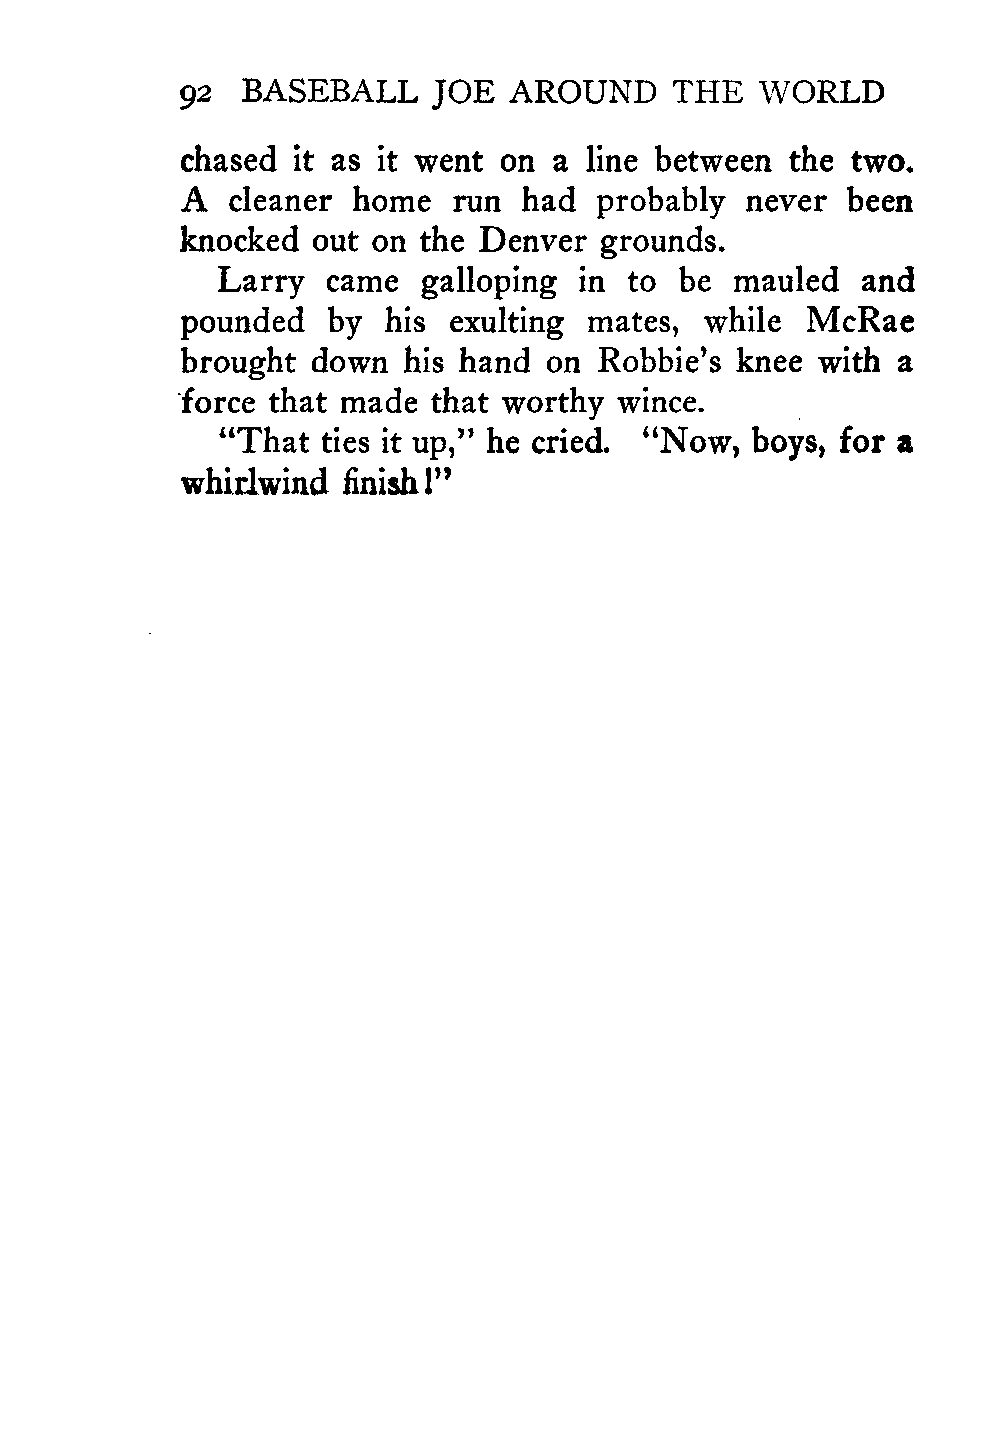 92 BASEBALL JOE AROUND THE WORLD
chased it as it went on a line between the two.
A cleaner home run had probably never been
knocked out on the Denver grounds.
Larry came galloping in to be mauled and
pounded by his exulting mates, while McRae
brought down his hand on Robbie's knee with a
force that made that worthy wince.
"That ties it up," he cried. "Now, boys, for a
whirlwind finish!"